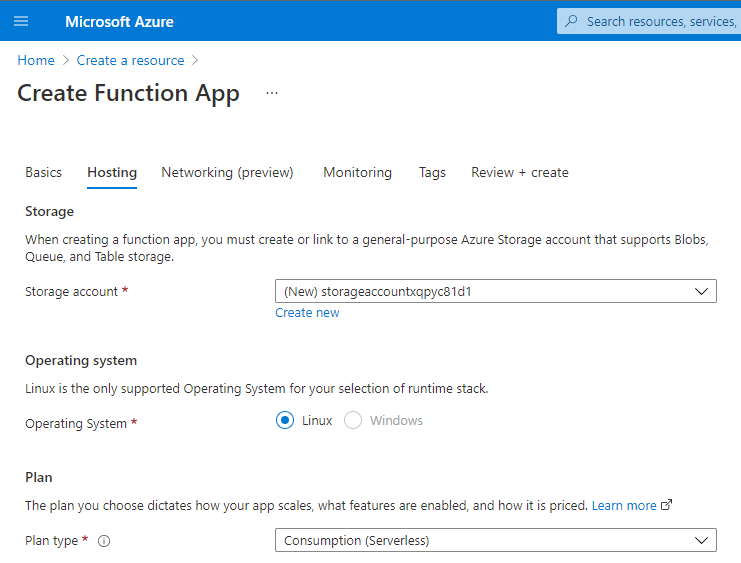 Microsoft Azure
Search resources, services,
Home > Create a resource >
Create Function App ...
Basics Hosting Networking (preview) Monitoring Tags Review + create
Storage
When creating a function app, you must create or link to a general-purpose Azure Storage account that supports Blobs,
Queue, and Table storage.
Storage account * (New) storageaccountxqpyc81d1
Create new
Operating system
Linux is the only supported Operating System for your selection of runtime stack.
Operating System * Linux Windows
Plan
The plan you choose dictates how your app scales, what features are enabled, and how it is priced. Learn more
Plan type * Consumption (Serverless)